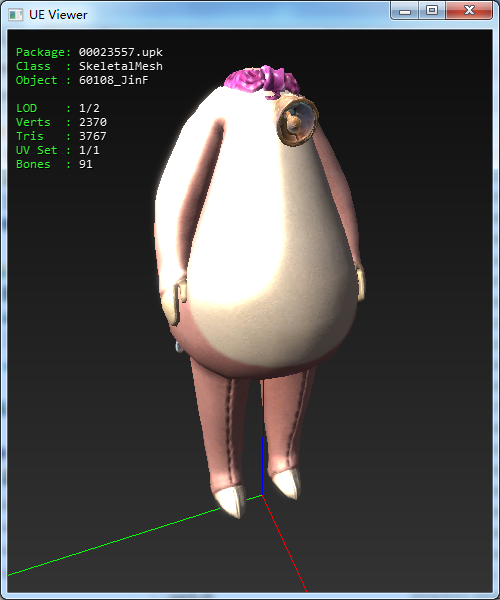 UE Viewer
Package: 00023557.upk
Class  : SkeletalMesh
Object : 60108_JinF
LOD    : 1/2
Verts  : 2370
Tris   : 3767
UV Set : 1/1
Bones  : 91